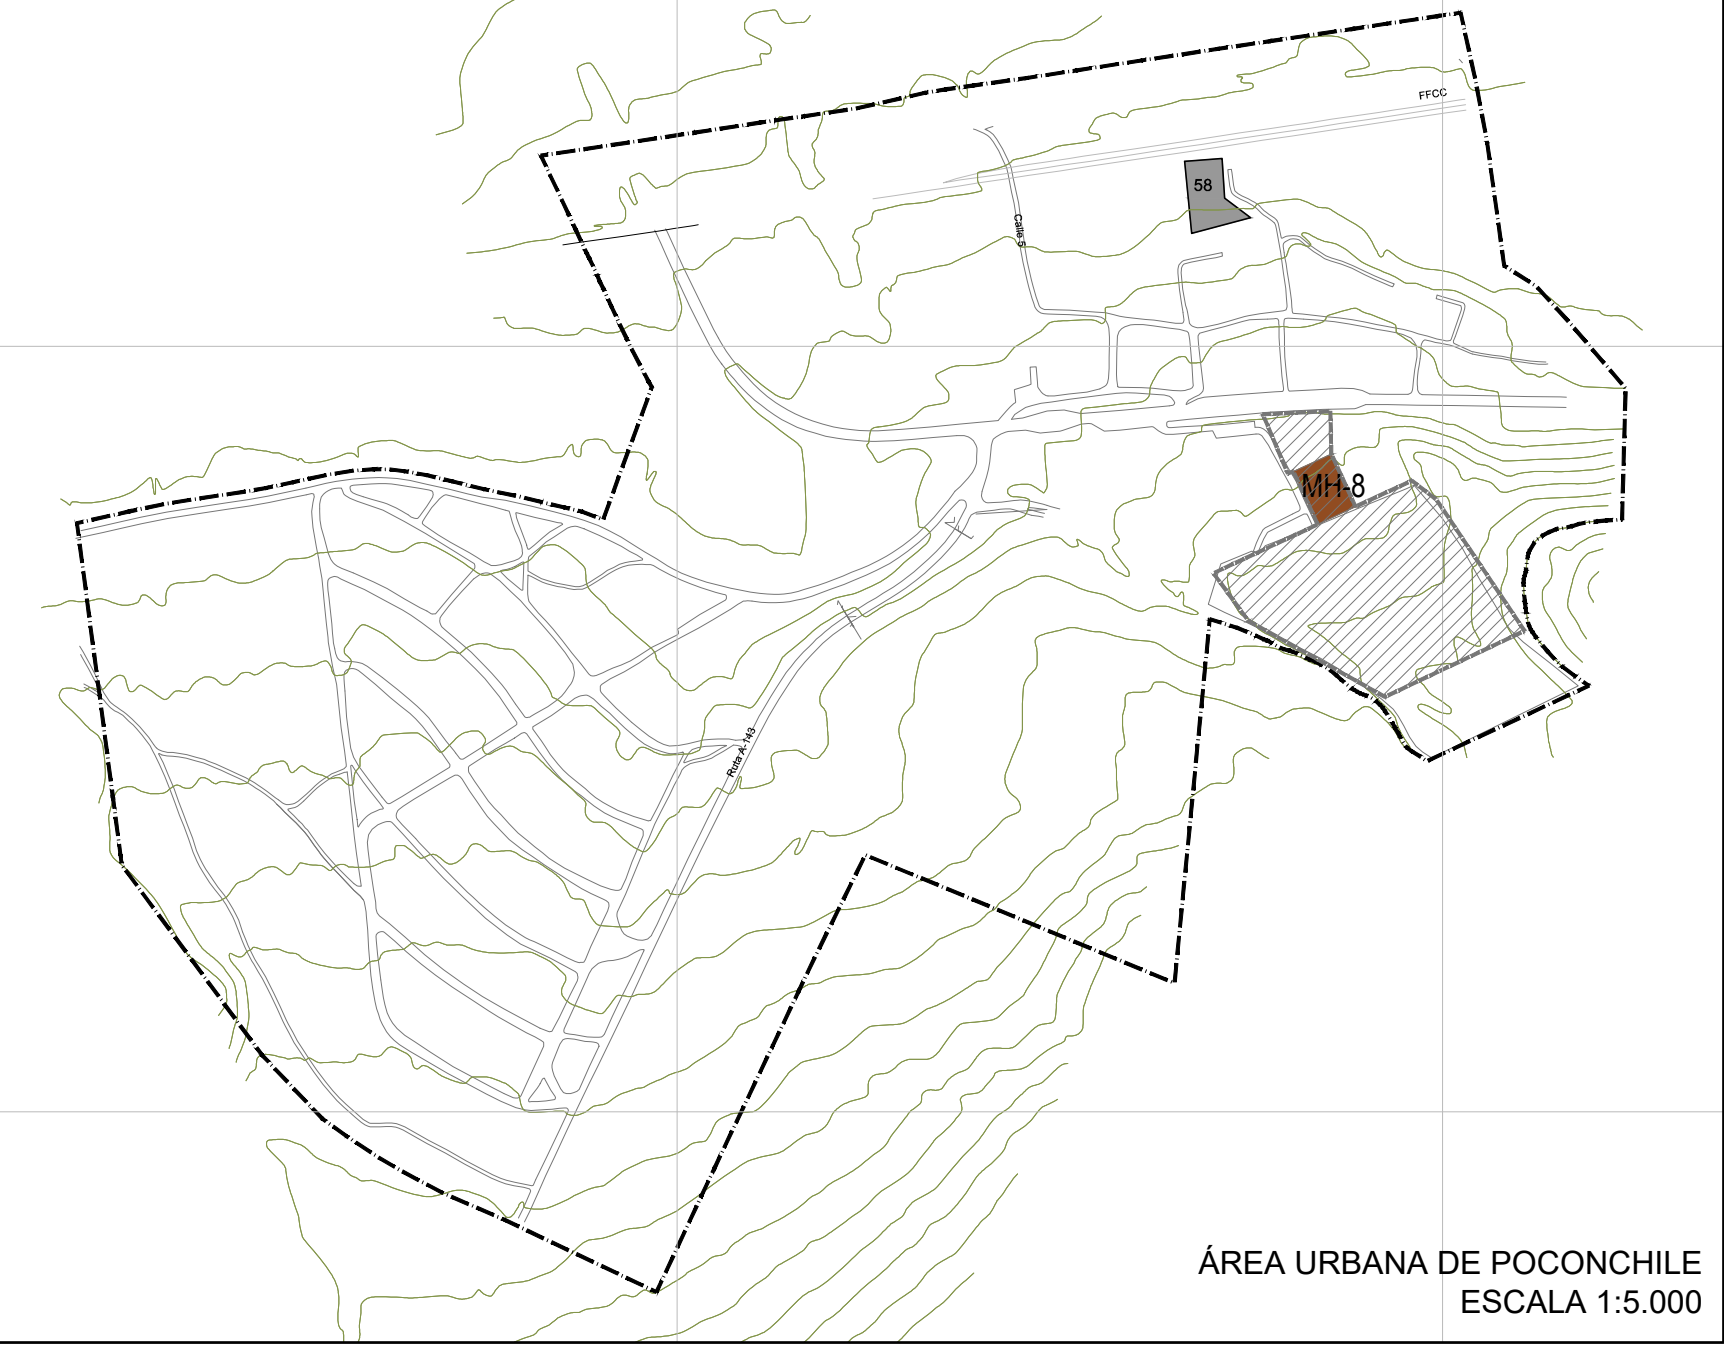 FFCC
58
Calle 5
MH-8
Ruta A-143
ÁREA URBANA DE POCONCHILE
ESCALA 1:5.000